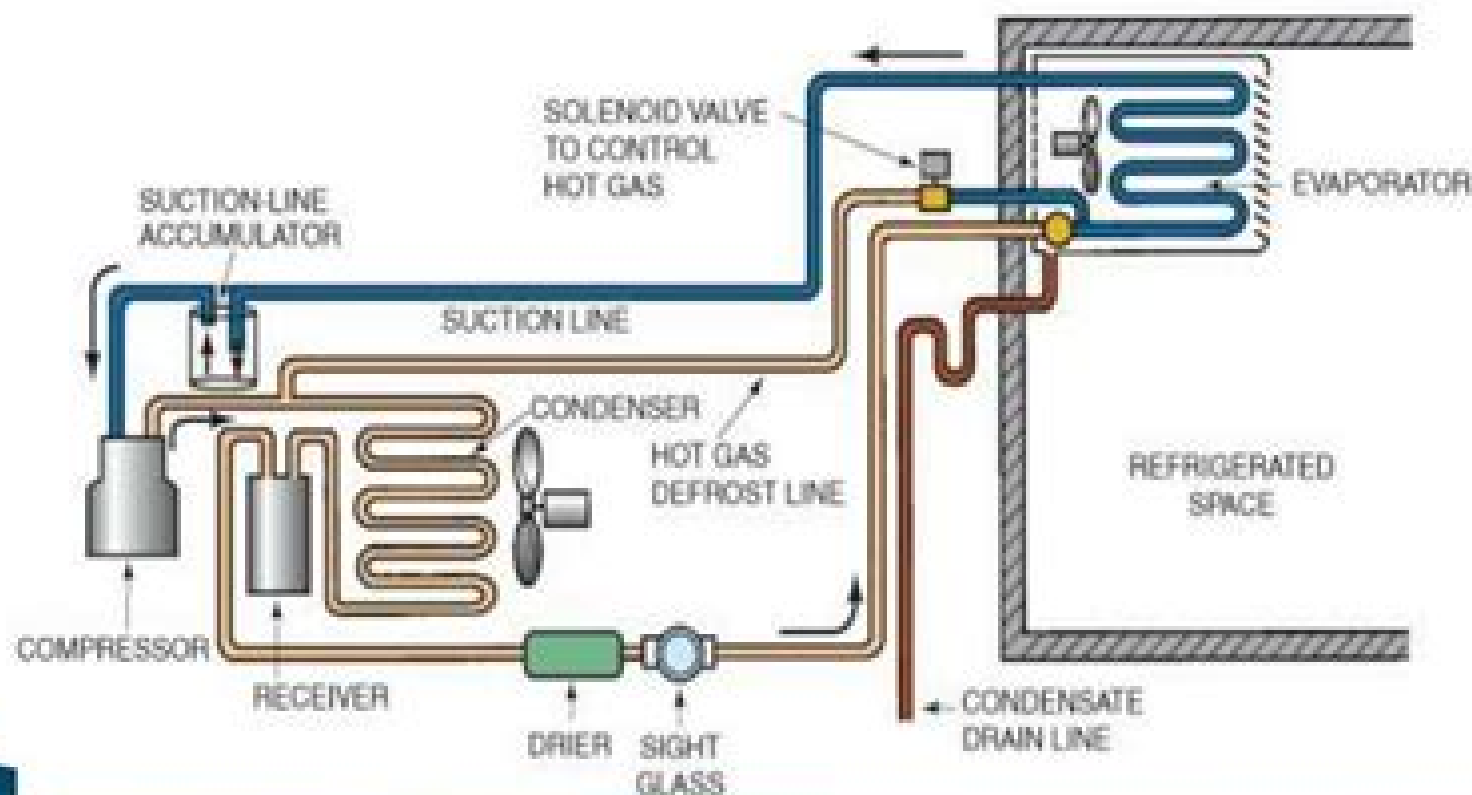 SOLENOID VALVE
TO CONTROL
HOT GAS
EVAPORATOR
SUCTION-LINE
ACCUMULATOR
SUCTION LINE
CONDENSER
HOT GAS
DEFROST LINE
REFRIGERATED
SPACE
COMPRESSOR
RECEIVER
DRIER
SIGHT
GLASS
CONDENSATE
DRAIN LINE